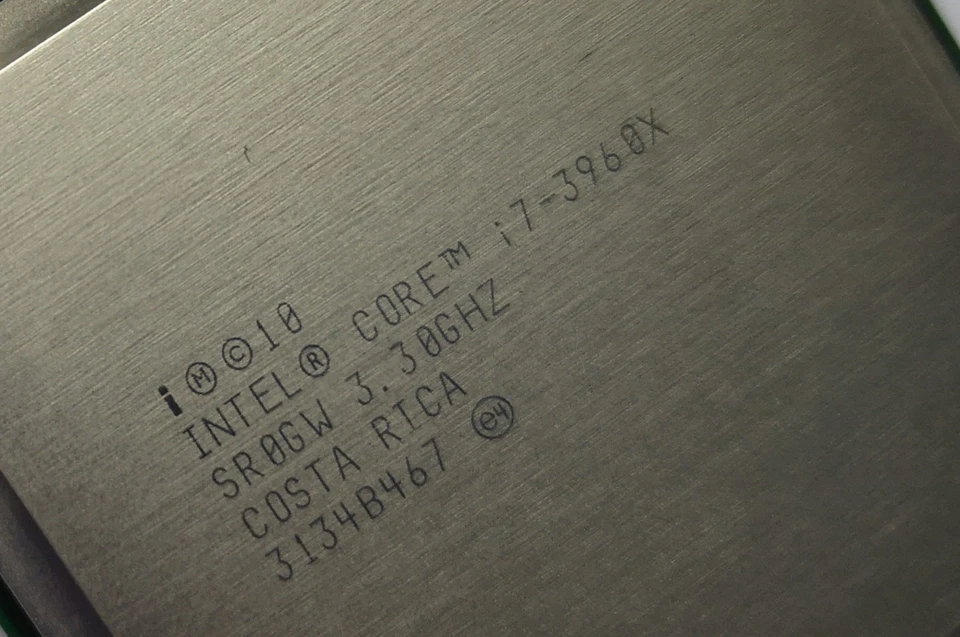 i Ⓜ©10
INTEL® CORE™ i7-3960X
SR0GW 3.30GHZ
COSTA RICA
3134B467 e4